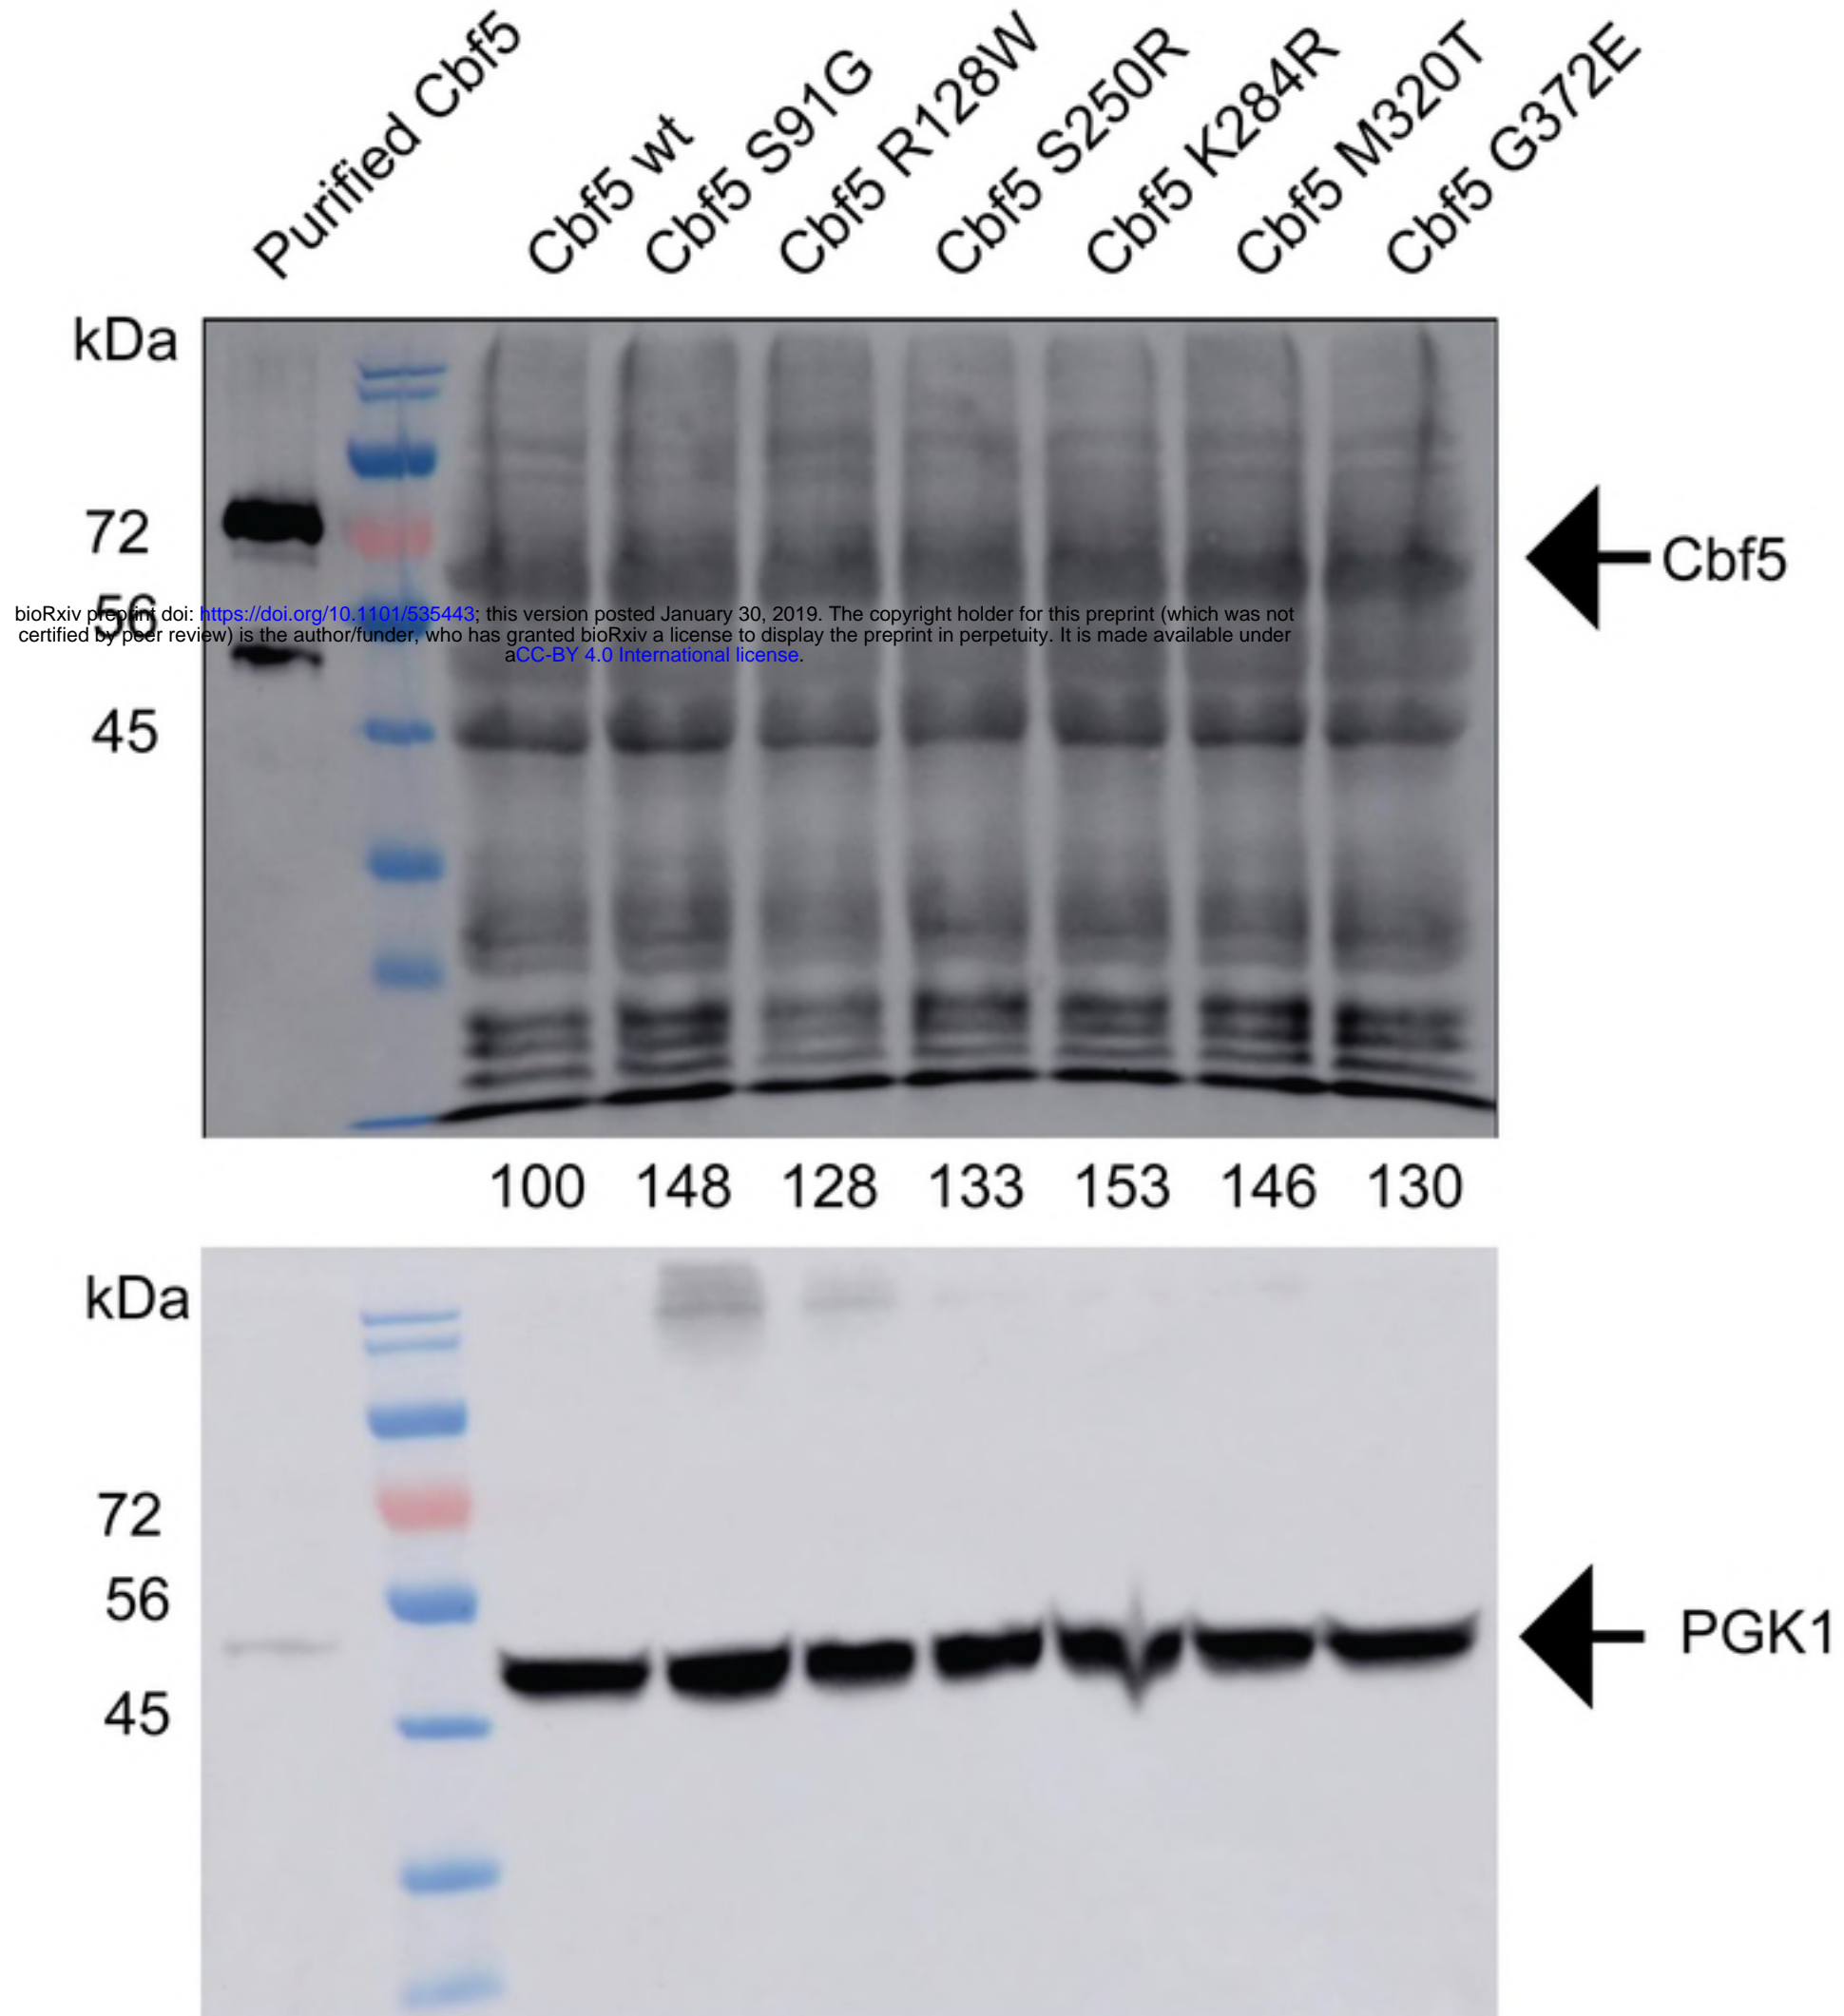 Purified Cbf5
Cbf5 wt
Cbf5 S91G
Cbf5 R128W
Cbf5 S250R
Cbf5 K284R
Cbf5 M320T
Cbf5 G372E
kDa
72
Cbf5
56
bioRxiv preprint doi: https://doi.org/10.1101/535443; this version posted January 30, 2019. The copyright holder for this preprint (which was not
certified by peer review) is the author/funder, who has granted bioRxiv a license to display the preprint in perpetuity. It is made available under
aCC-BY 4.0 International license.
45
100 148 128 133 153 146 130
kDa
72
56
PGK1
45